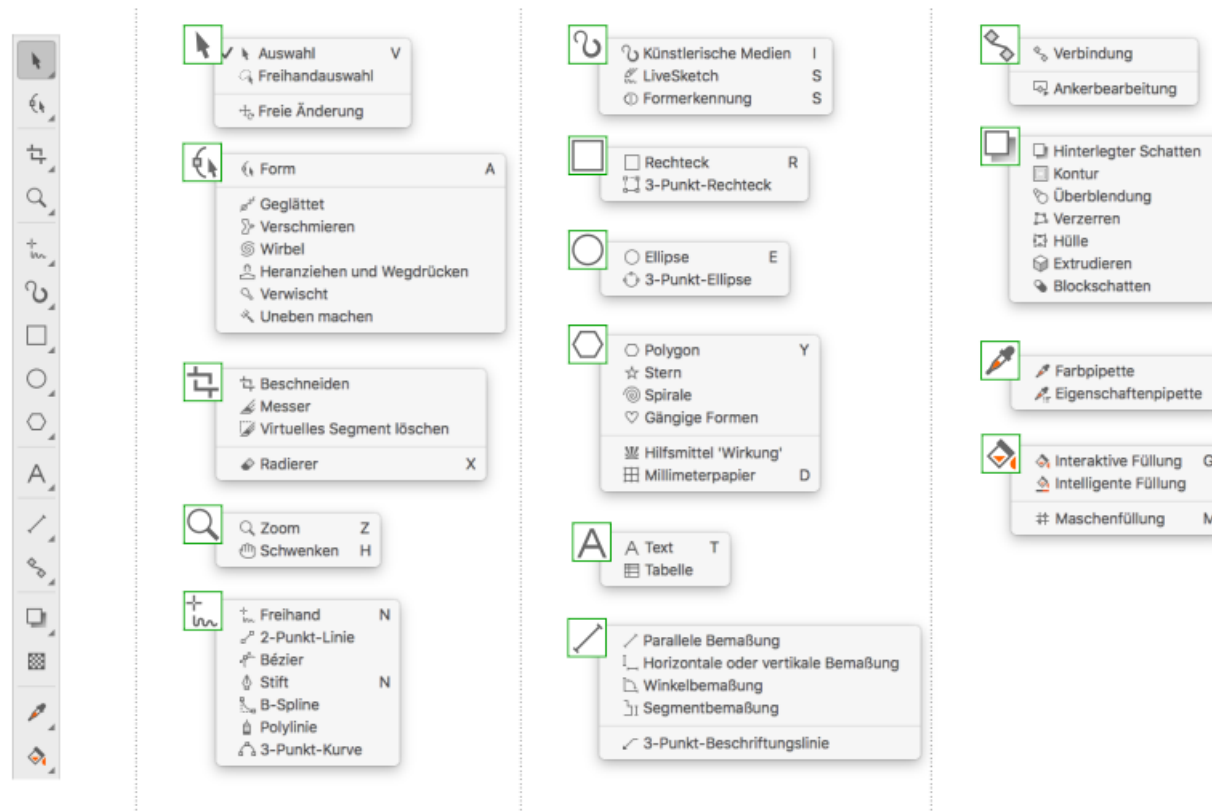 Auswahl V
Freihandauswahl
Freie Änderung
Form A
Geglättet
Verschmieren
Wirbel
Heranziehen und Wegdrücken
Verwischt
Uneben machen
Beschneiden
Messer
Virtuelles Segment löschen
Radierer X
Zoom Z
Schwenken H
Freihand N
2-Punkt-Linie
Bézier
Stift N
B-Spline
Polylinie
3-Punkt-Kurve
Künstlerische Medien I
LiveSketch S
Formerkennung S
Rechteck R
3-Punkt-Rechteck
Ellipse E
3-Punkt-Ellipse
Polygon Y
Stern
Spirale
Gängige Formen
Hilfsmittel 'Wirkung'
Millimeterpapier D
Text T
Tabelle
Parallele Bemaßung
Horizontale oder vertikale Bemaßung
Winkelbemaßung
Segmentbemaßung
3-Punkt-Beschriftungslinie
Verbindung
Ankerbearbeitung
Hinterlegter Schatten
Kontur
Überblendung
Verzerren
Hülle
Extrudieren
Blockschatten
Farbpipette
Eigenschaftenpipette
Interaktive Füllung G
Intelligente Füllung
Maschenfüllung M